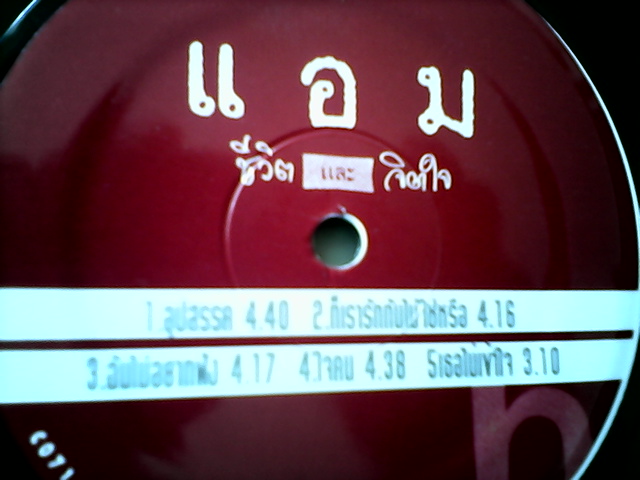 แอม
ชีวิต และ จิตใจ
1.อุปสรรค 4.40 2.ก็เรารักกันไม่ใช่หรือ 4.16
3.ฉันไม่อยากฟัง 4.17 4.ใจคน 4.38 5.เธอไม่เข้าใจ 3.10
h